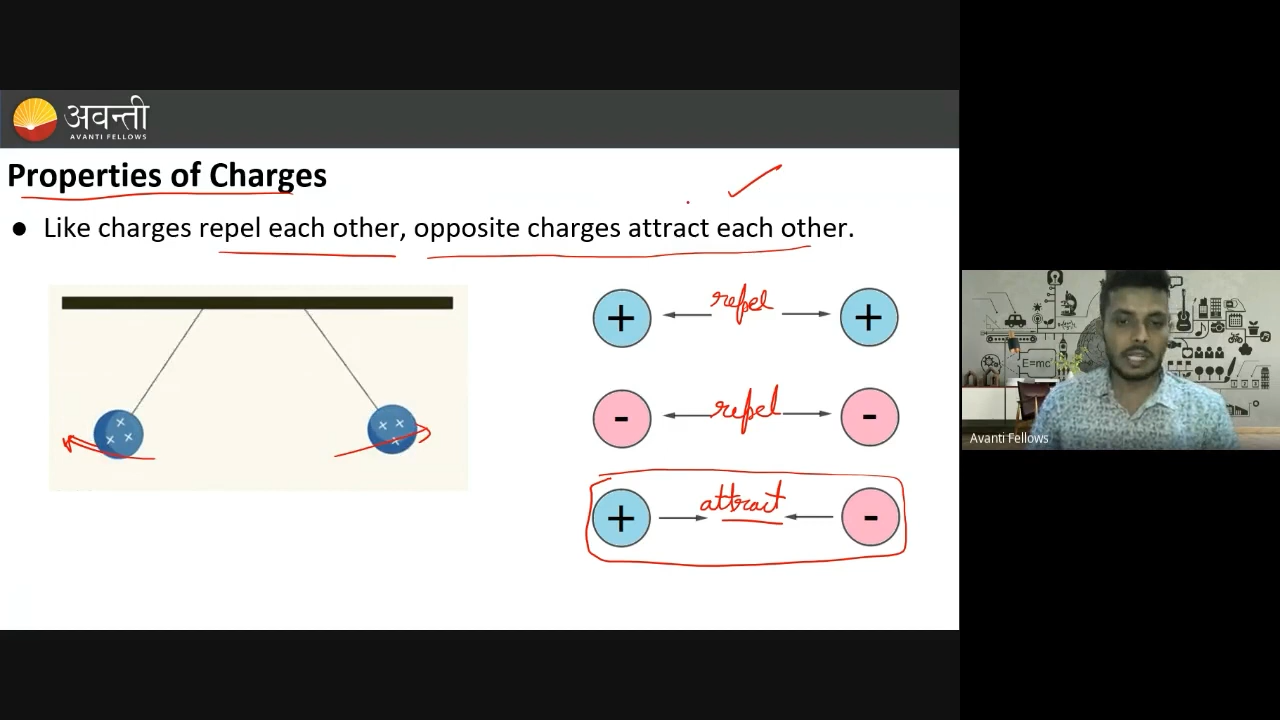 अवन्ती
AVANTI FELLOWS
Properties of Charges
● Like charges repel each other, opposite charges attract each other.
+ repel +
- repel -
+ attract -
E=mc²
Avanti Fellows